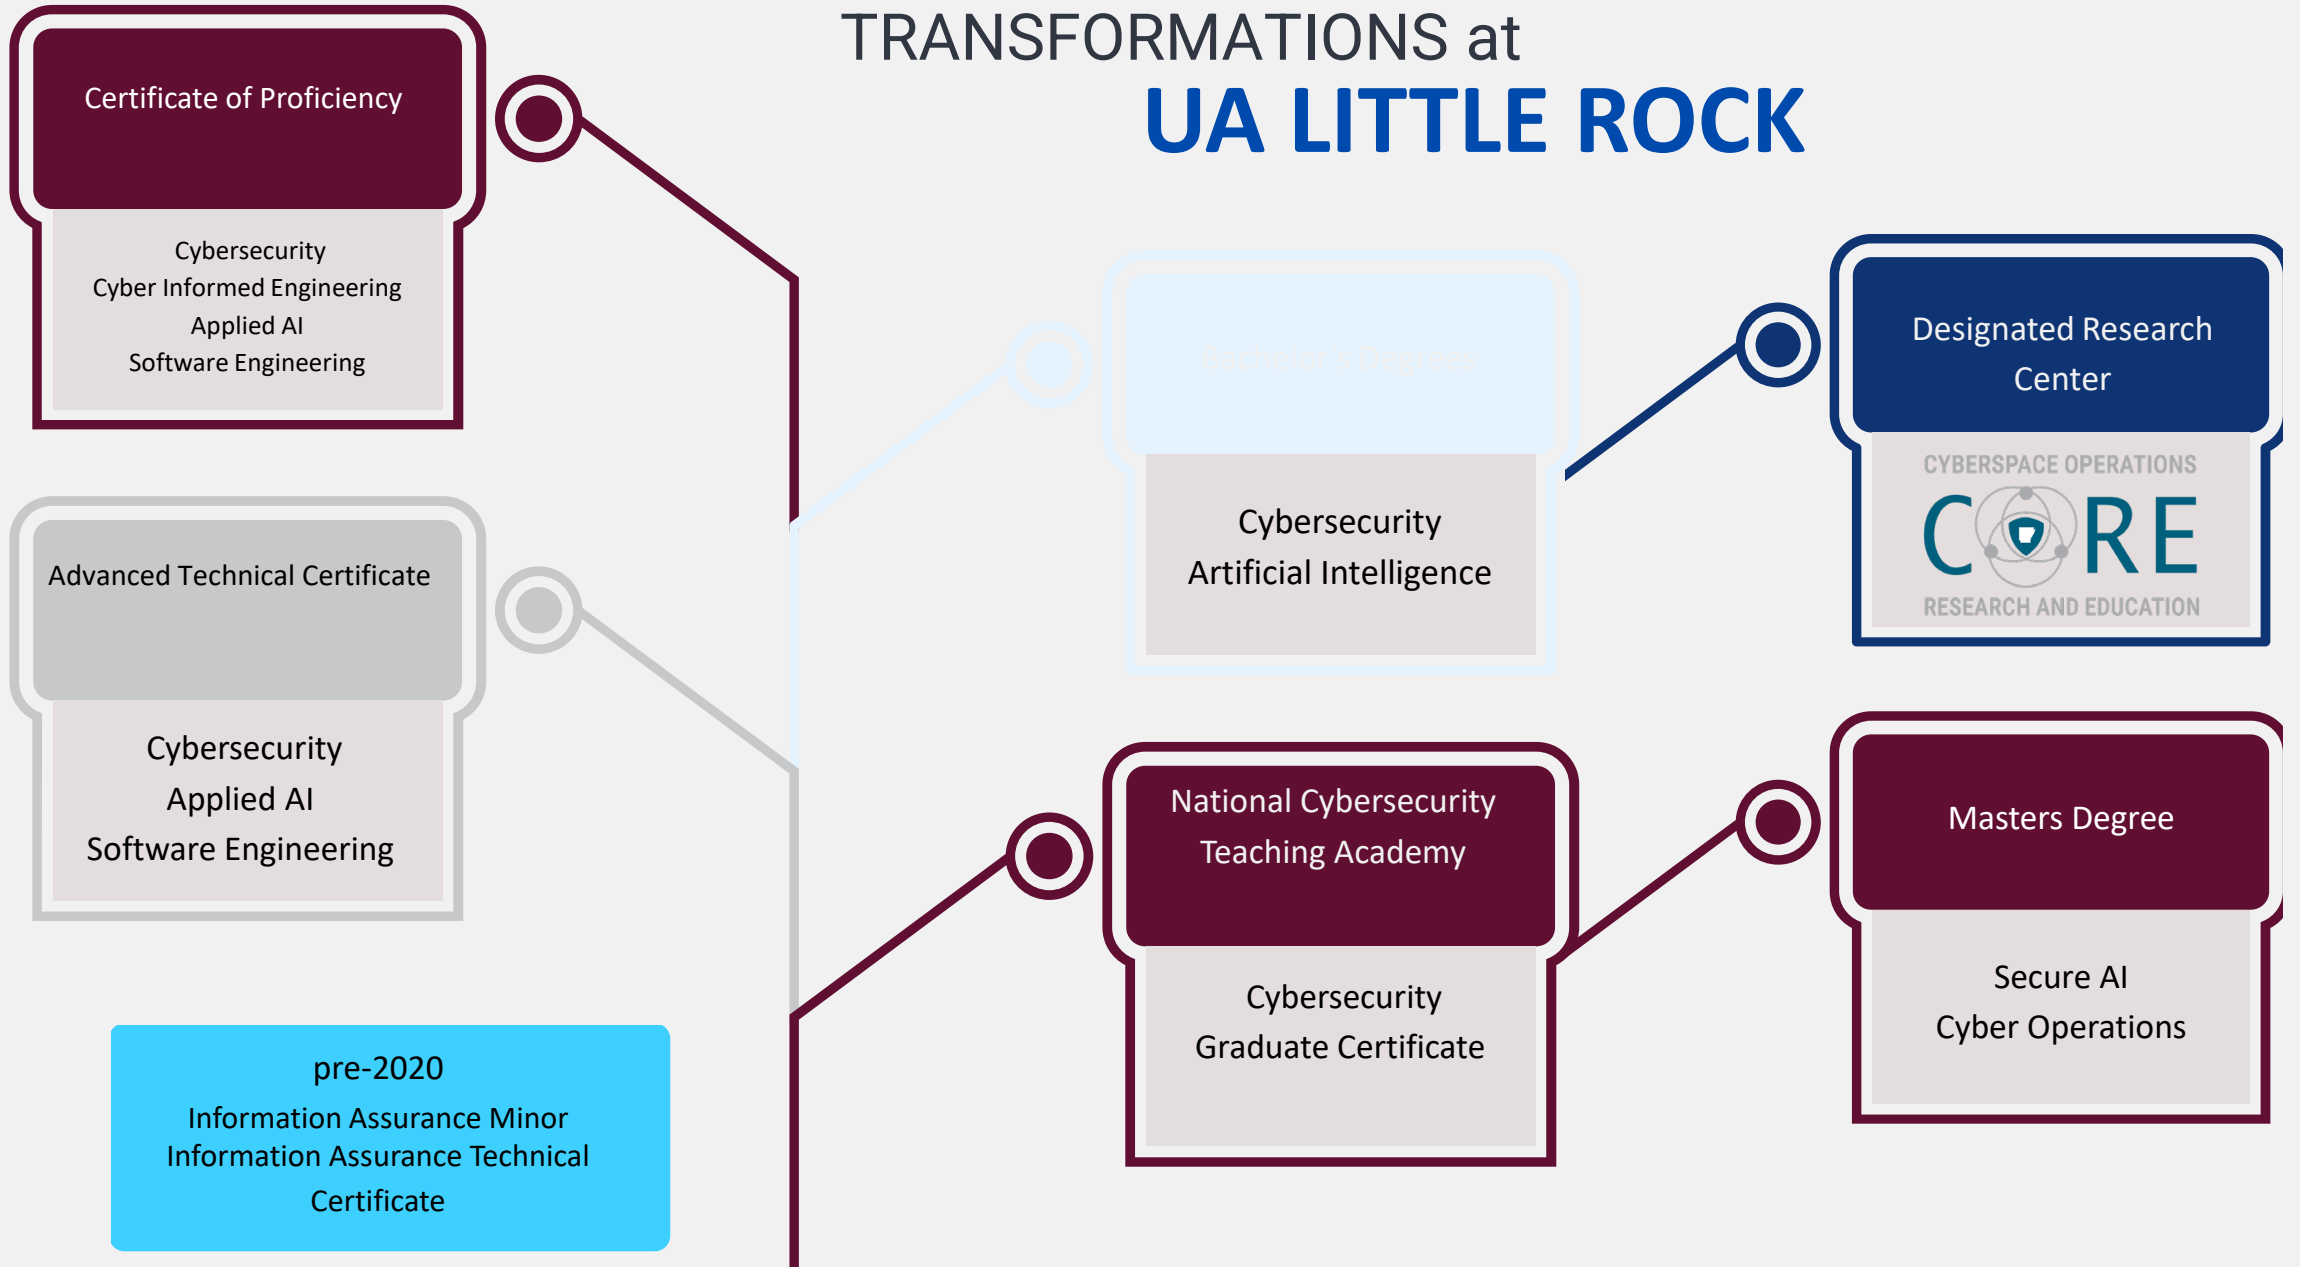 TRANSFORMATIONS at
UA LITTLE ROCK
Certificate of Proficiency
Cybersecurity
Cyber Informed Engineering
Applied AI
Software Engineering
Advanced Technical Certificate
Cybersecurity
Applied AI
Software Engineering
pre-2020
Information Assurance Minor
Information Assurance Technical
Certificate
Bachelor's Degrees
Cybersecurity
Artificial Intelligence
National Cybersecurity
Teaching Academy
Cybersecurity
Graduate Certificate
Designated Research
Center
CYBERSPACE OPERATIONS
CORE
RESEARCH AND EDUCATION
Masters Degree
Secure AI
Cyber Operations